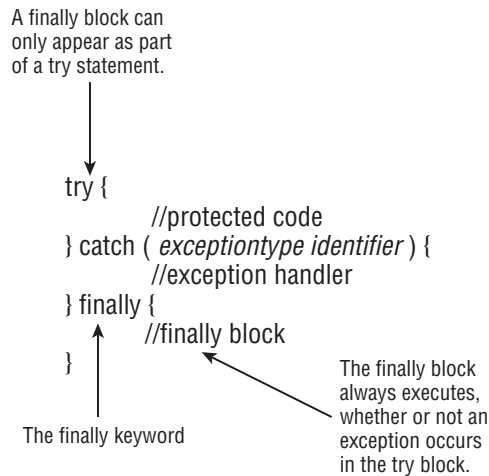 A finally block can
only appear as part
of a try statement.
try {
//protected code
} catch ( exceptiontype identifier ) {
//exception handler
} finally {
//finally block
}
The finally keyword
The finally block
always executes,
whether or not an
exception occurs
in the try block.